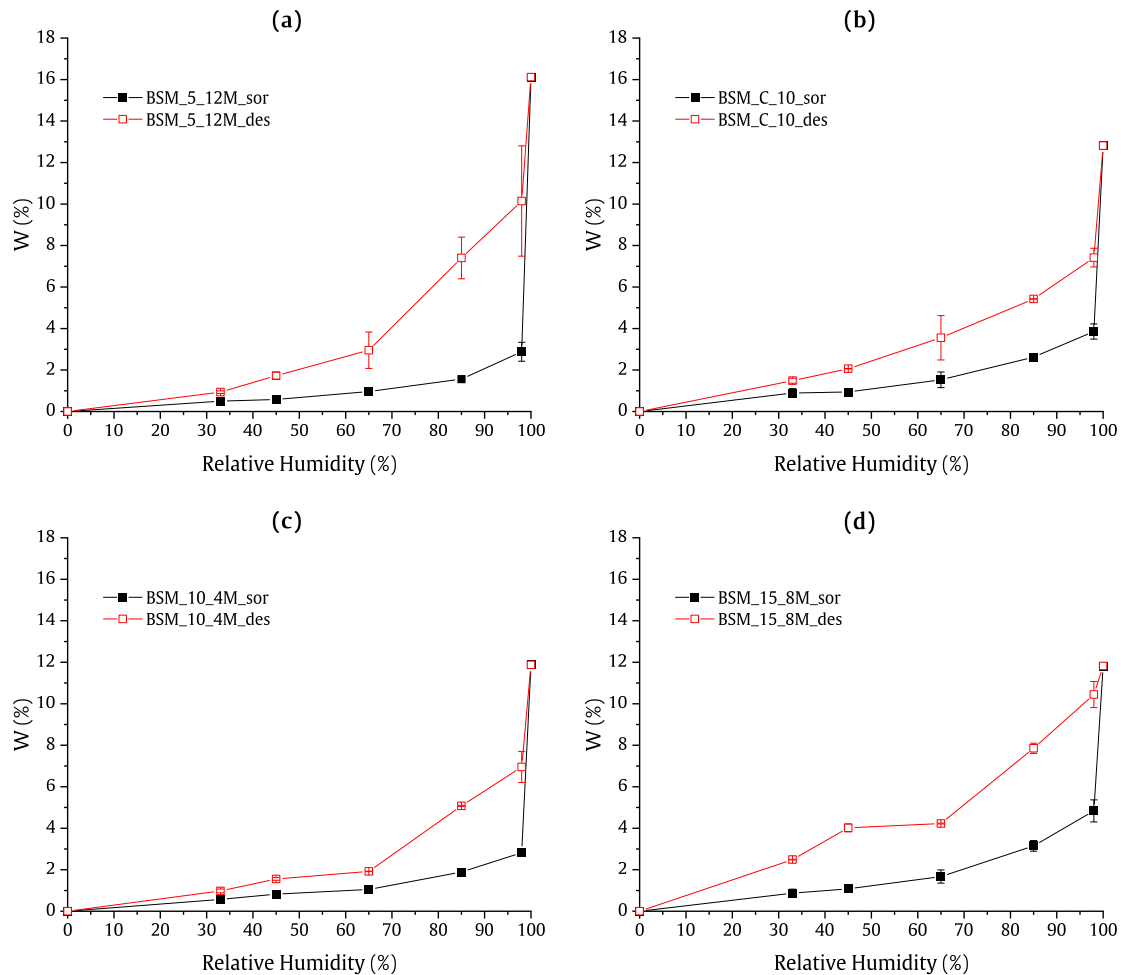 (a)
18
16
14
12
10
8
6
4
2
0
W (%)
BSM_5_12M_sor
BSM_5_12M_des
0 10 20 30 40 50 60 70 80 90 100
Relative Humidity (%)
(b)
18
16
14
12
10
8
6
4
2
0
W (%)
BSM_C_10_sor
BSM_C_10_des
0 10 20 30 40 50 60 70 80 90 100
Relative Humidity (%)
(c)
18
16
14
12
10
8
6
4
2
0
W (%)
BSM_10_4M_sor
BSM_10_4M_des
0 10 20 30 40 50 60 70 80 90 100
Relative Humidity (%)
(d)
18
16
14
12
10
8
6
4
2
0
W (%)
BSM_15_8M_sor
BSM_15_8M_des
0 10 20 30 40 50 60 70 80 90 100
Relative Humidity (%)